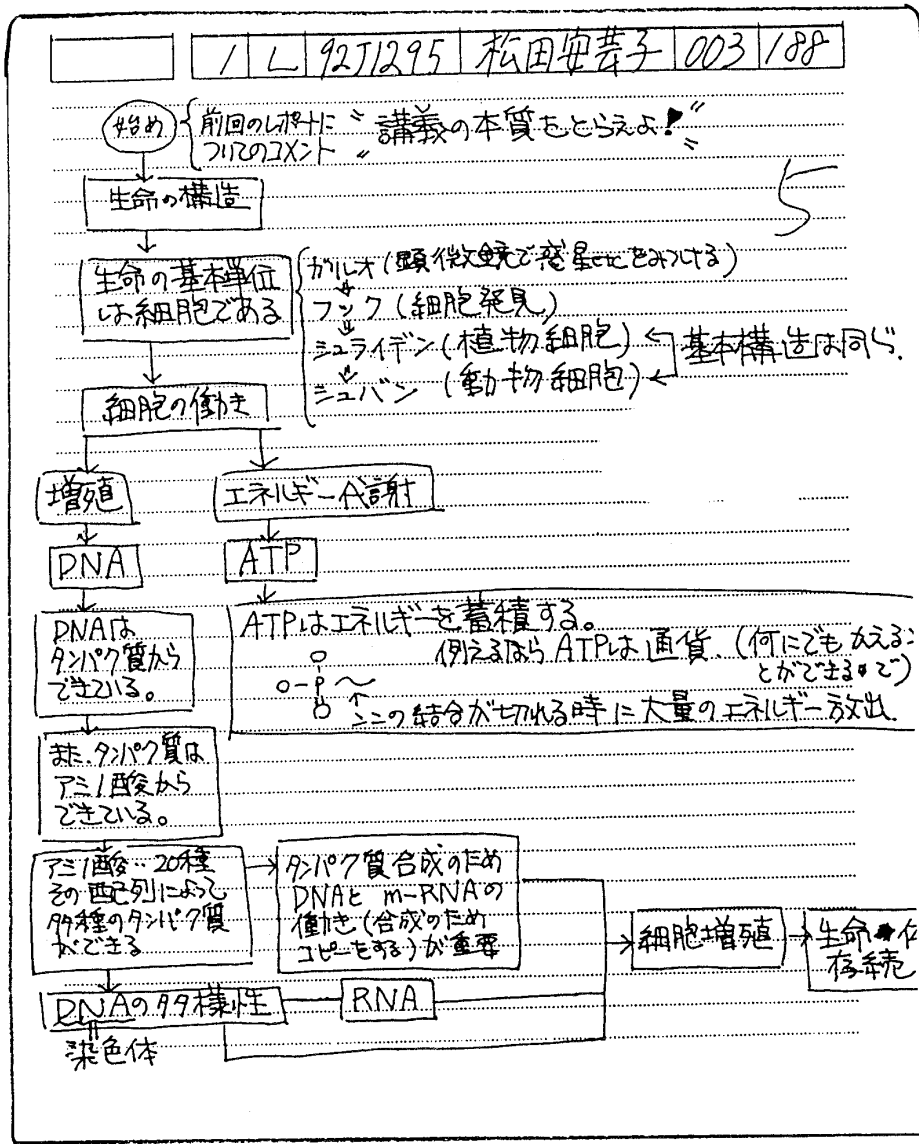 1 L 92J1295 松田安芸子 003 188
始め
前回のレポートに
ついてのコメント
"講義の本質をとらえよ!"
5
生命の構造
生命の基本単位
は細胞である
ガリレオ(顕微鏡で惑星etcをみつける)
フック(細胞発見)
シュライデン(植物細胞)
シュバン(動物細胞)
基本構造は同じ.
細胞の働き
増殖
エネルギー代謝
DNA
ATP
DNAは
タンパク質から
できている。
ATPはエネルギーを蓄積する。
例えるなら ATPは通貨.(何にでもかえるこ
とができるので)
O
O-P~
O
ここの結合が切れる時に大量のエネルギー放出
また、タンパク質は
アミノ酸から
できている。
アミノ酸‥20種
その配列によって
多種のタンパク質
ができる
タンパク質合成のため
DNAと m-RNAの
働き(合成のため
コピーをする)が重要
細胞増殖
生命
存続
DNAの多様性
RNA
染色体